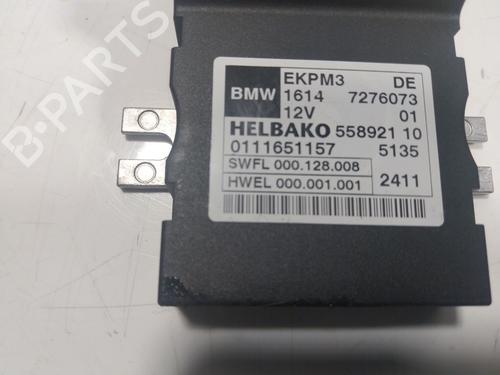 B-PARTS
BMW EKPM3 DE
1614 7276073
12V 01
HELBAKO 558921 10
0111651157 5135
SWFL 000.128.008
HWEL 000.001.001 2411